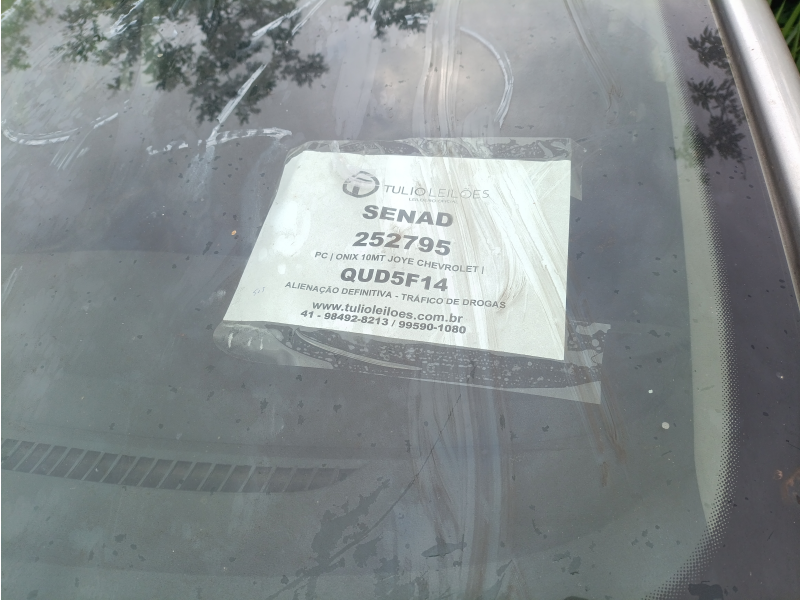 TULIO LEILÕES
SENAD
252795
PC | ONIX 10MT JOYE CHEVROLET |
QUD5F14
ALIENAÇÃO DEFINITIVA - TRÁFICO DE DROGAS
www.tulioleiloes.com.br
41 - 98492-8213 / 99590-1080